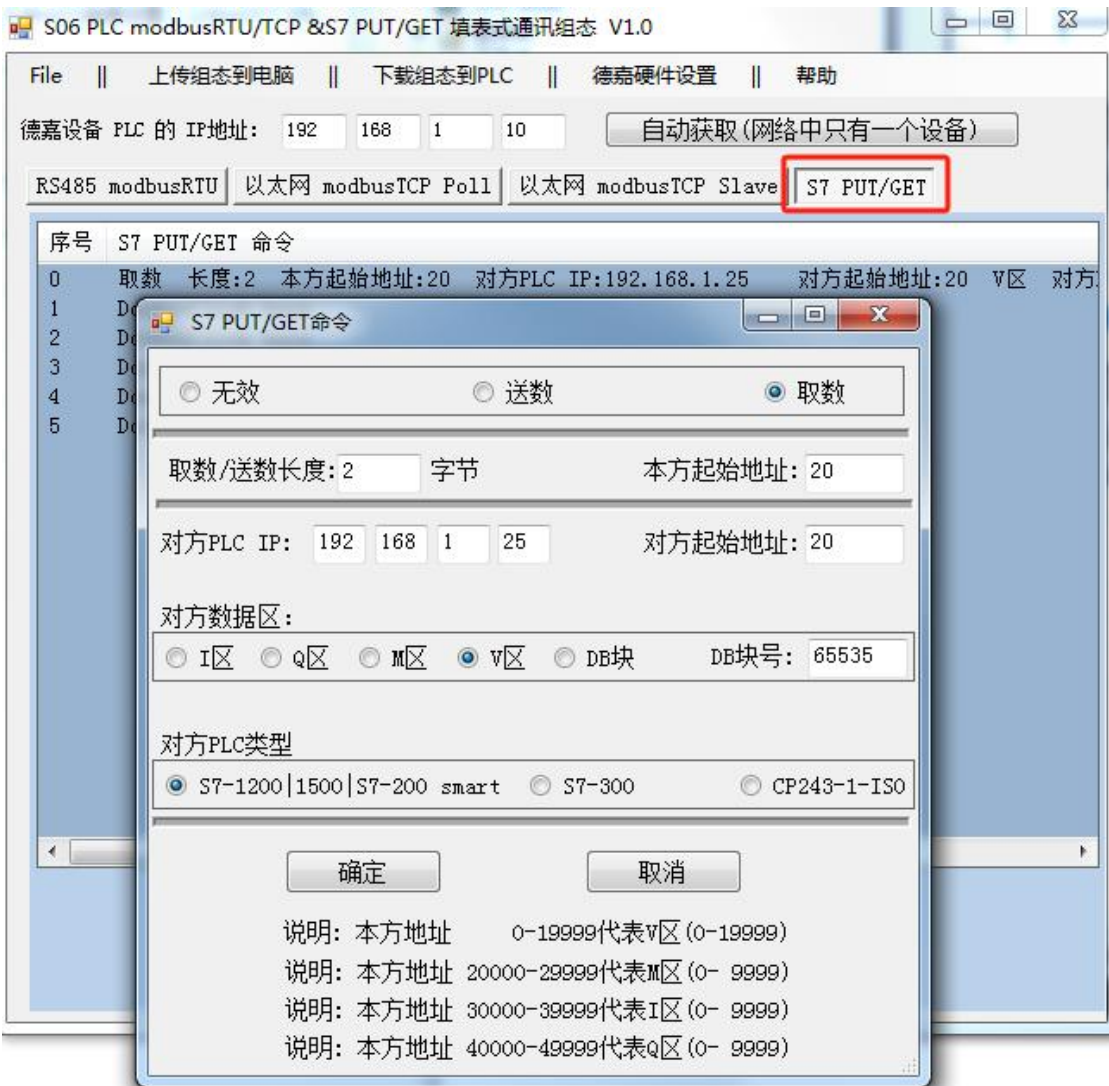 S06 PLC modbusRTU/TCP &S7 PUT/GET 填表式通讯组态 V1.0
File || 上传组态到电脑 || 下载组态到PLC || 德嘉硬件设置 || 帮助
德嘉设备 PLC 的 IP地址: 192 168 1 10 自动获取(网络中只有一个设备)
RS485 modbusRTU 以太网 modbusTCP Poll 以太网 modbusTCP Slave S7 PUT/GET
序号 S7 PUT/GET 命令
0 取数 长度:2 本方起始地址:20 对方PLC IP:192.168.1.25 对方起始地址:20 V区 对方
1
2
3
4
5
S7 PUT/GET命令
无效 送数 取数
取数/送数长度: 2 字节 本方起始地址: 20
对方PLC IP: 192 168 1 25 对方起始地址: 20
对方数据区:
I区 Q区 M区 V区 DB块 DB块号: 65535
对方PLC类型
S7-1200|1500|S7-200 smart S7-300 CP243-1-ISO
确定 取消
说明: 本方地址 0-19999代表V区(0-19999)
说明: 本方地址 20000-29999代表M区(0- 9999)
说明: 本方地址 30000-39999代表I区(0- 9999)
说明: 本方地址 40000-49999代表Q区(0- 9999)